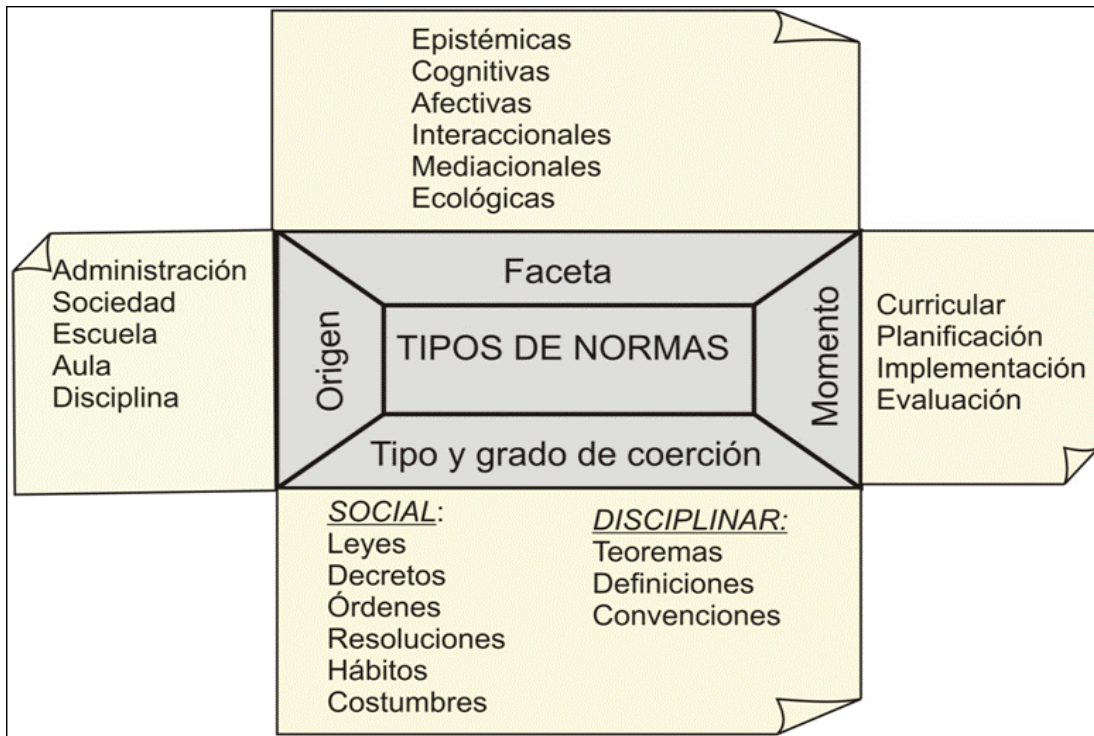 Epistémicas
Cognitivas
Afectivas
Interaccionales
Mediacionales
Ecológicas
Administración
Sociedad
Escuela
Aula
Disciplina
Origen
Faceta
TIPOS DE NORMAS
Tipo y grado de coerción
Momento
Curricular
Planificación
Implementación
Evaluación
SOCIAL:
Leyes
Decretos
Órdenes
Resoluciones
Hábitos
Costumbres
DISCIPLINAR:
Teoremas
Definiciones
Convenciones